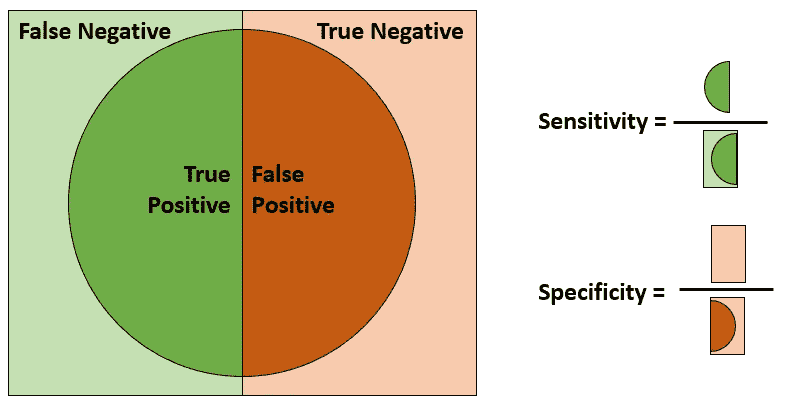 False Negative
True Negative
True
Positive
False
Positive
Sensitivity =
Specificity =